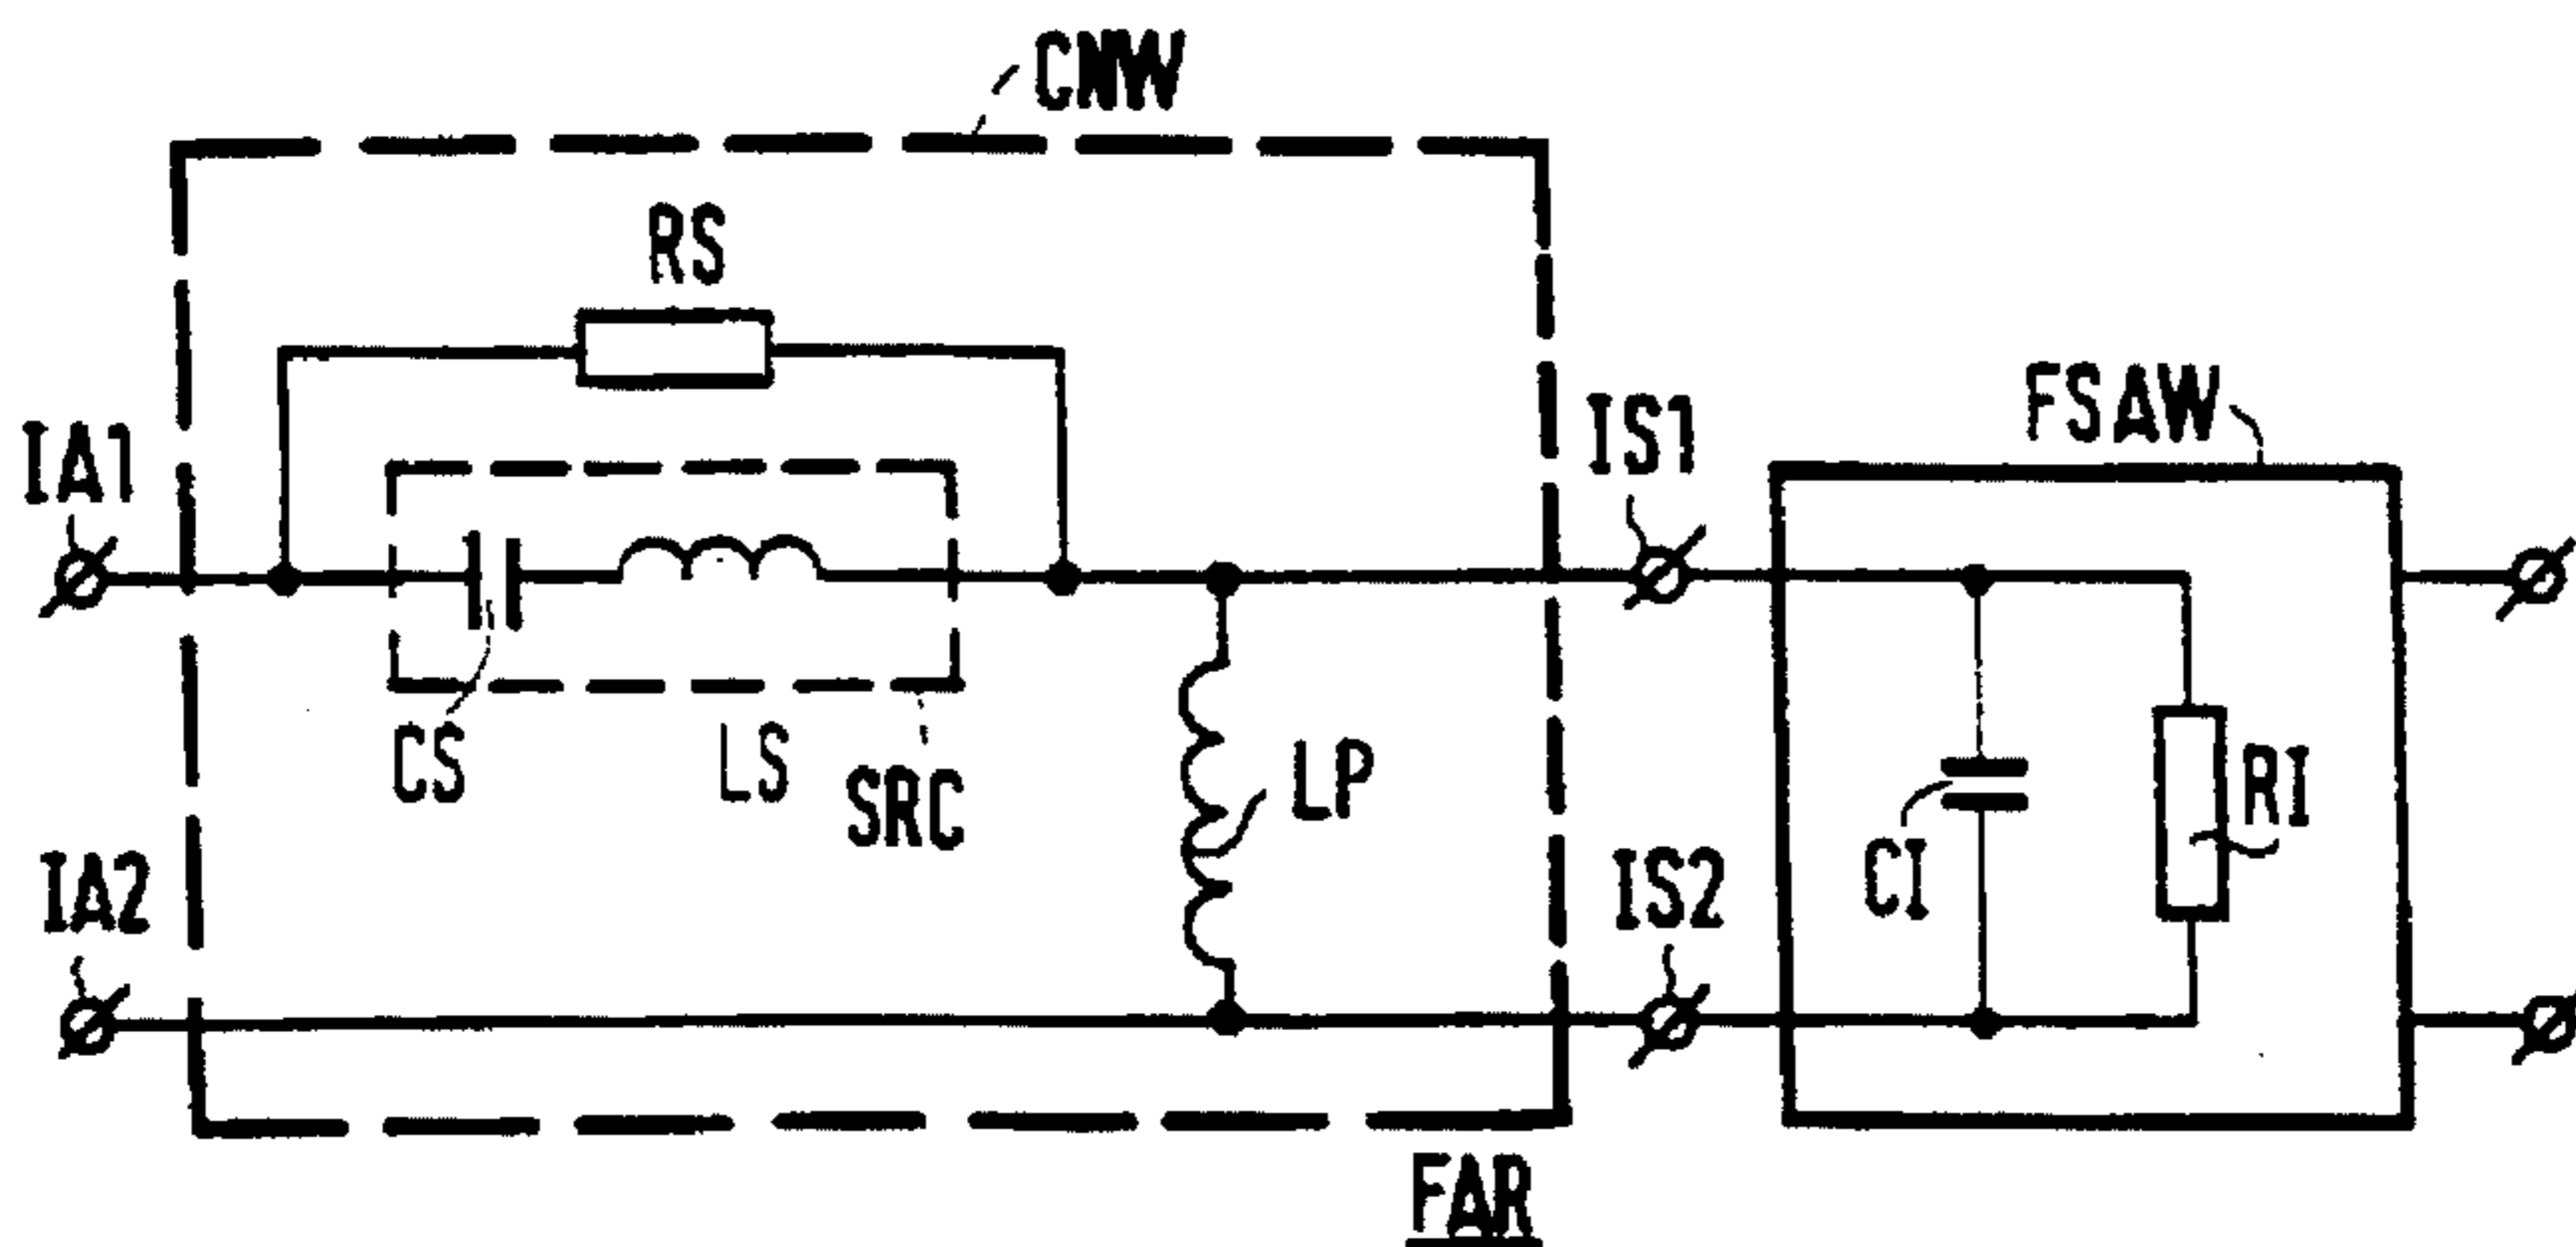 CNW
RS
IA1
IS1
FSAW
CS
LS
SRC
LP
CI
RI
IA2
IS2
FAR